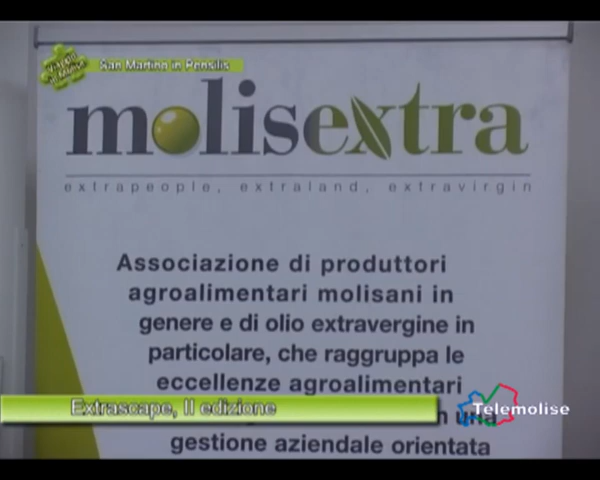 San Martino in Pensilis
molisextra
extrapeople, extraland, extravirgin
Associazione di produttori
agroalimentari molisani in
genere e di olio extravergine in
particolare, che raggruppa le
eccellenze agroalimentari
Extrascape, II edizione
Telemolise
una
gestione aziendale orientata